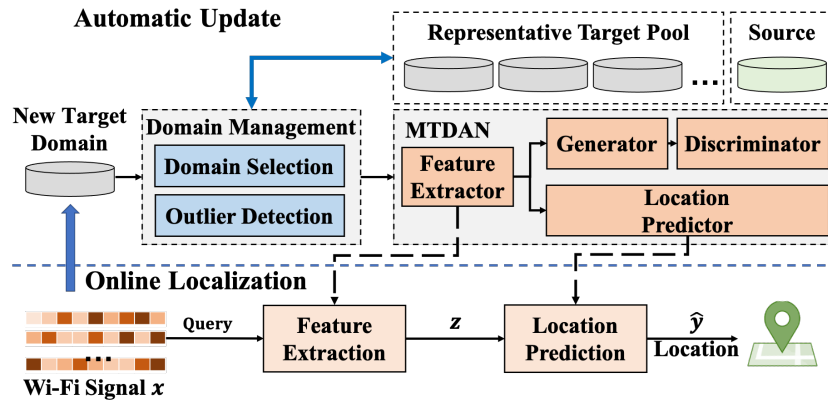 Automatic Update
Representative Target Pool
Source
...
New Target
Domain
Domain Management
Domain Selection
Outlier Detection
MTDAN
Feature
Extractor
Generator
Discriminator
Location
Predictor
Online Localization
Query
Feature
Extraction
z
Location
Prediction
ŷ
Location
...
Wi-Fi Signal x